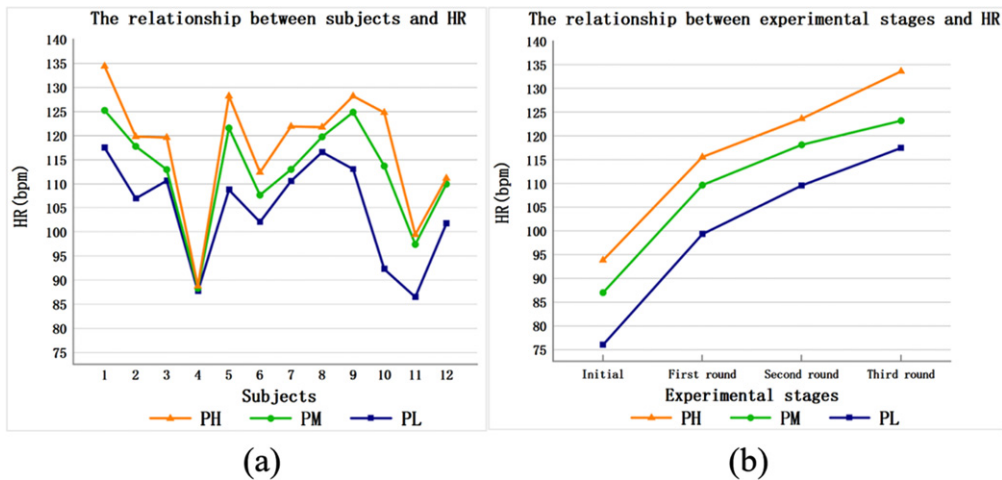 The relationship between subjects and HR
HR(bpm)
140
135
130
125
120
115
110
105
100
95
90
85
80
75
1 2 3 4 5 6 7 8 9 10 11 12
Subjects
PH PM PL
(a)
The relationship between experimental stages and HR
HR(bpm)
140
135
130
125
120
115
110
105
100
95
90
85
80
75
Initial First round Second round Third round
Experimental stages
PH PM PL
(b)